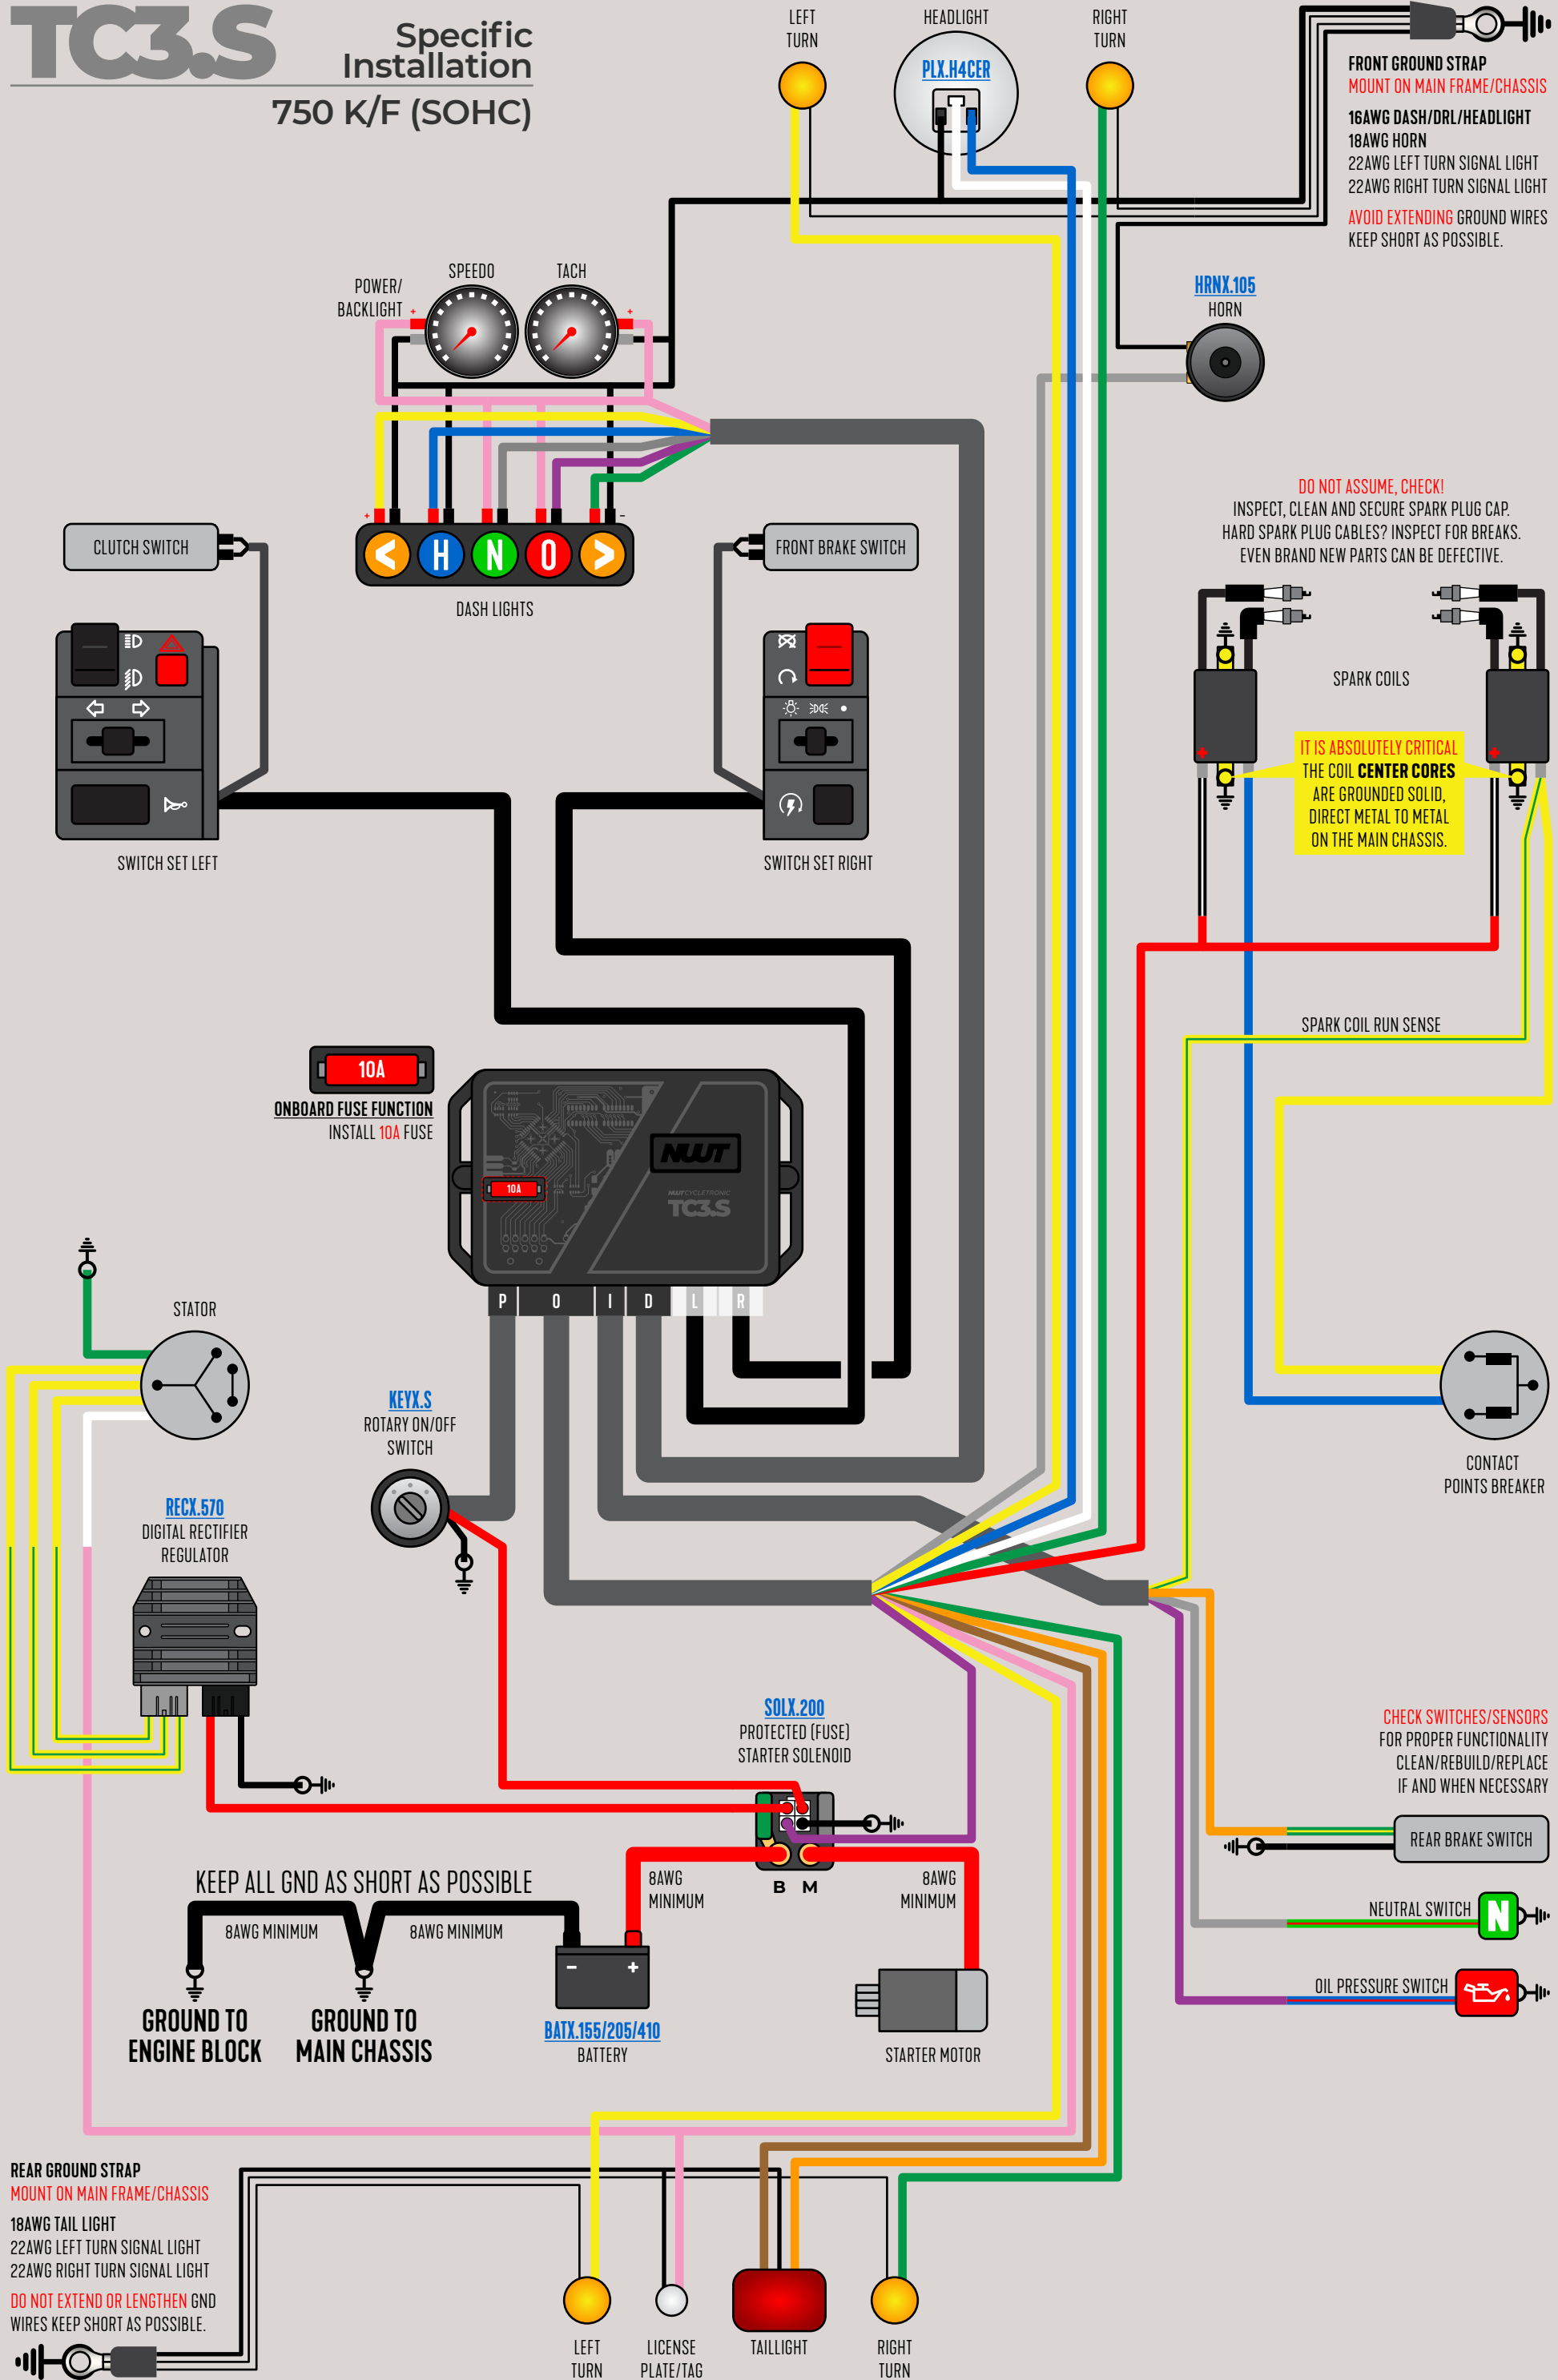 TC3.S
Specific
Installation
750 K/F (SOHC)
LEFT
TURN
HEADLIGHT
PLX.H4CER
RIGHT
TURN
FRONT GROUND STRAP
MOUNT ON MAIN FRAME/CHASSIS
16AWG DASH/DRL/HEADLIGHT
18AWG HORN
22AWG LEFT TURN SIGNAL LIGHT
22AWG RIGHT TURN SIGNAL LIGHT
AVOID EXTENDING GROUND WIRES
KEEP SHORT AS POSSIBLE.
POWER/
BACKLIGHT
SPEEDO
TACH
+
+
HRNX.105
HORN
+
-
< H N O >
DASH LIGHTS
CLUTCH SWITCH
FRONT BRAKE SWITCH
SWITCH SET LEFT
SWITCH SET RIGHT
DO NOT ASSUME, CHECK!
INSPECT, CLEAN AND SECURE SPARK PLUG CAP.
HARD SPARK PLUG CABLES? INSPECT FOR BREAKS.
EVEN BRAND NEW PARTS CAN BE DEFECTIVE.
SPARK COILS
+
+
IT IS ABSOLUTELY CRITICAL
THE COIL CENTER CORES
ARE GROUNDED SOLID,
DIRECT METAL TO METAL
ON THE MAIN CHASSIS.
SPARK COIL RUN SENSE
10A
ONBOARD FUSE FUNCTION
INSTALL 10A FUSE
10A
NWT
NWT CYCLETRONIC
TC3.S
P O I D L R
STATOR
KEYX.S
ROTARY ON/OFF
SWITCH
RECX.570
DIGITAL RECTIFIER
REGULATOR
CONTACT
POINTS BREAKER
SOLX.200
PROTECTED (FUSE)
STARTER SOLENOID
B M
8AWG
MINIMUM
8AWG
MINIMUM
KEEP ALL GND AS SHORT AS POSSIBLE
8AWG MINIMUM
8AWG MINIMUM
GROUND TO
ENGINE BLOCK
GROUND TO
MAIN CHASSIS
- +
BATX.155/205/410
BATTERY
STARTER MOTOR
CHECK SWITCHES/SENSORS
FOR PROPER FUNCTIONALITY
CLEAN/REBUILD/REPLACE
IF AND WHEN NECESSARY
REAR BRAKE SWITCH
NEUTRAL SWITCH
N
OIL PRESSURE SWITCH
REAR GROUND STRAP
MOUNT ON MAIN FRAME/CHASSIS
18AWG TAIL LIGHT
22AWG LEFT TURN SIGNAL LIGHT
22AWG RIGHT TURN SIGNAL LIGHT
DO NOT EXTEND OR LENGTHEN GND
WIRES KEEP SHORT AS POSSIBLE.
LEFT
TURN
LICENSE
PLATE/TAG
TAILLIGHT
RIGHT
TURN